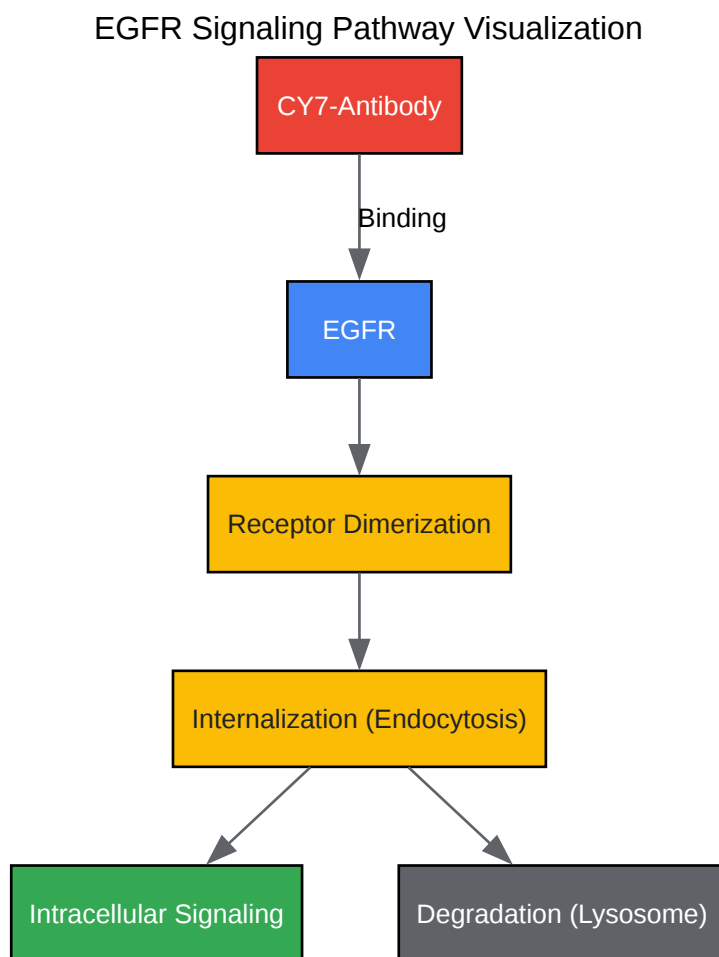 EGFR Signaling Pathway Visualization
CY7-Antibody
Binding
EGFR
Receptor Dimerization
Internalization (Endocytosis)
Intracellular Signaling
Degradation (Lysosome)